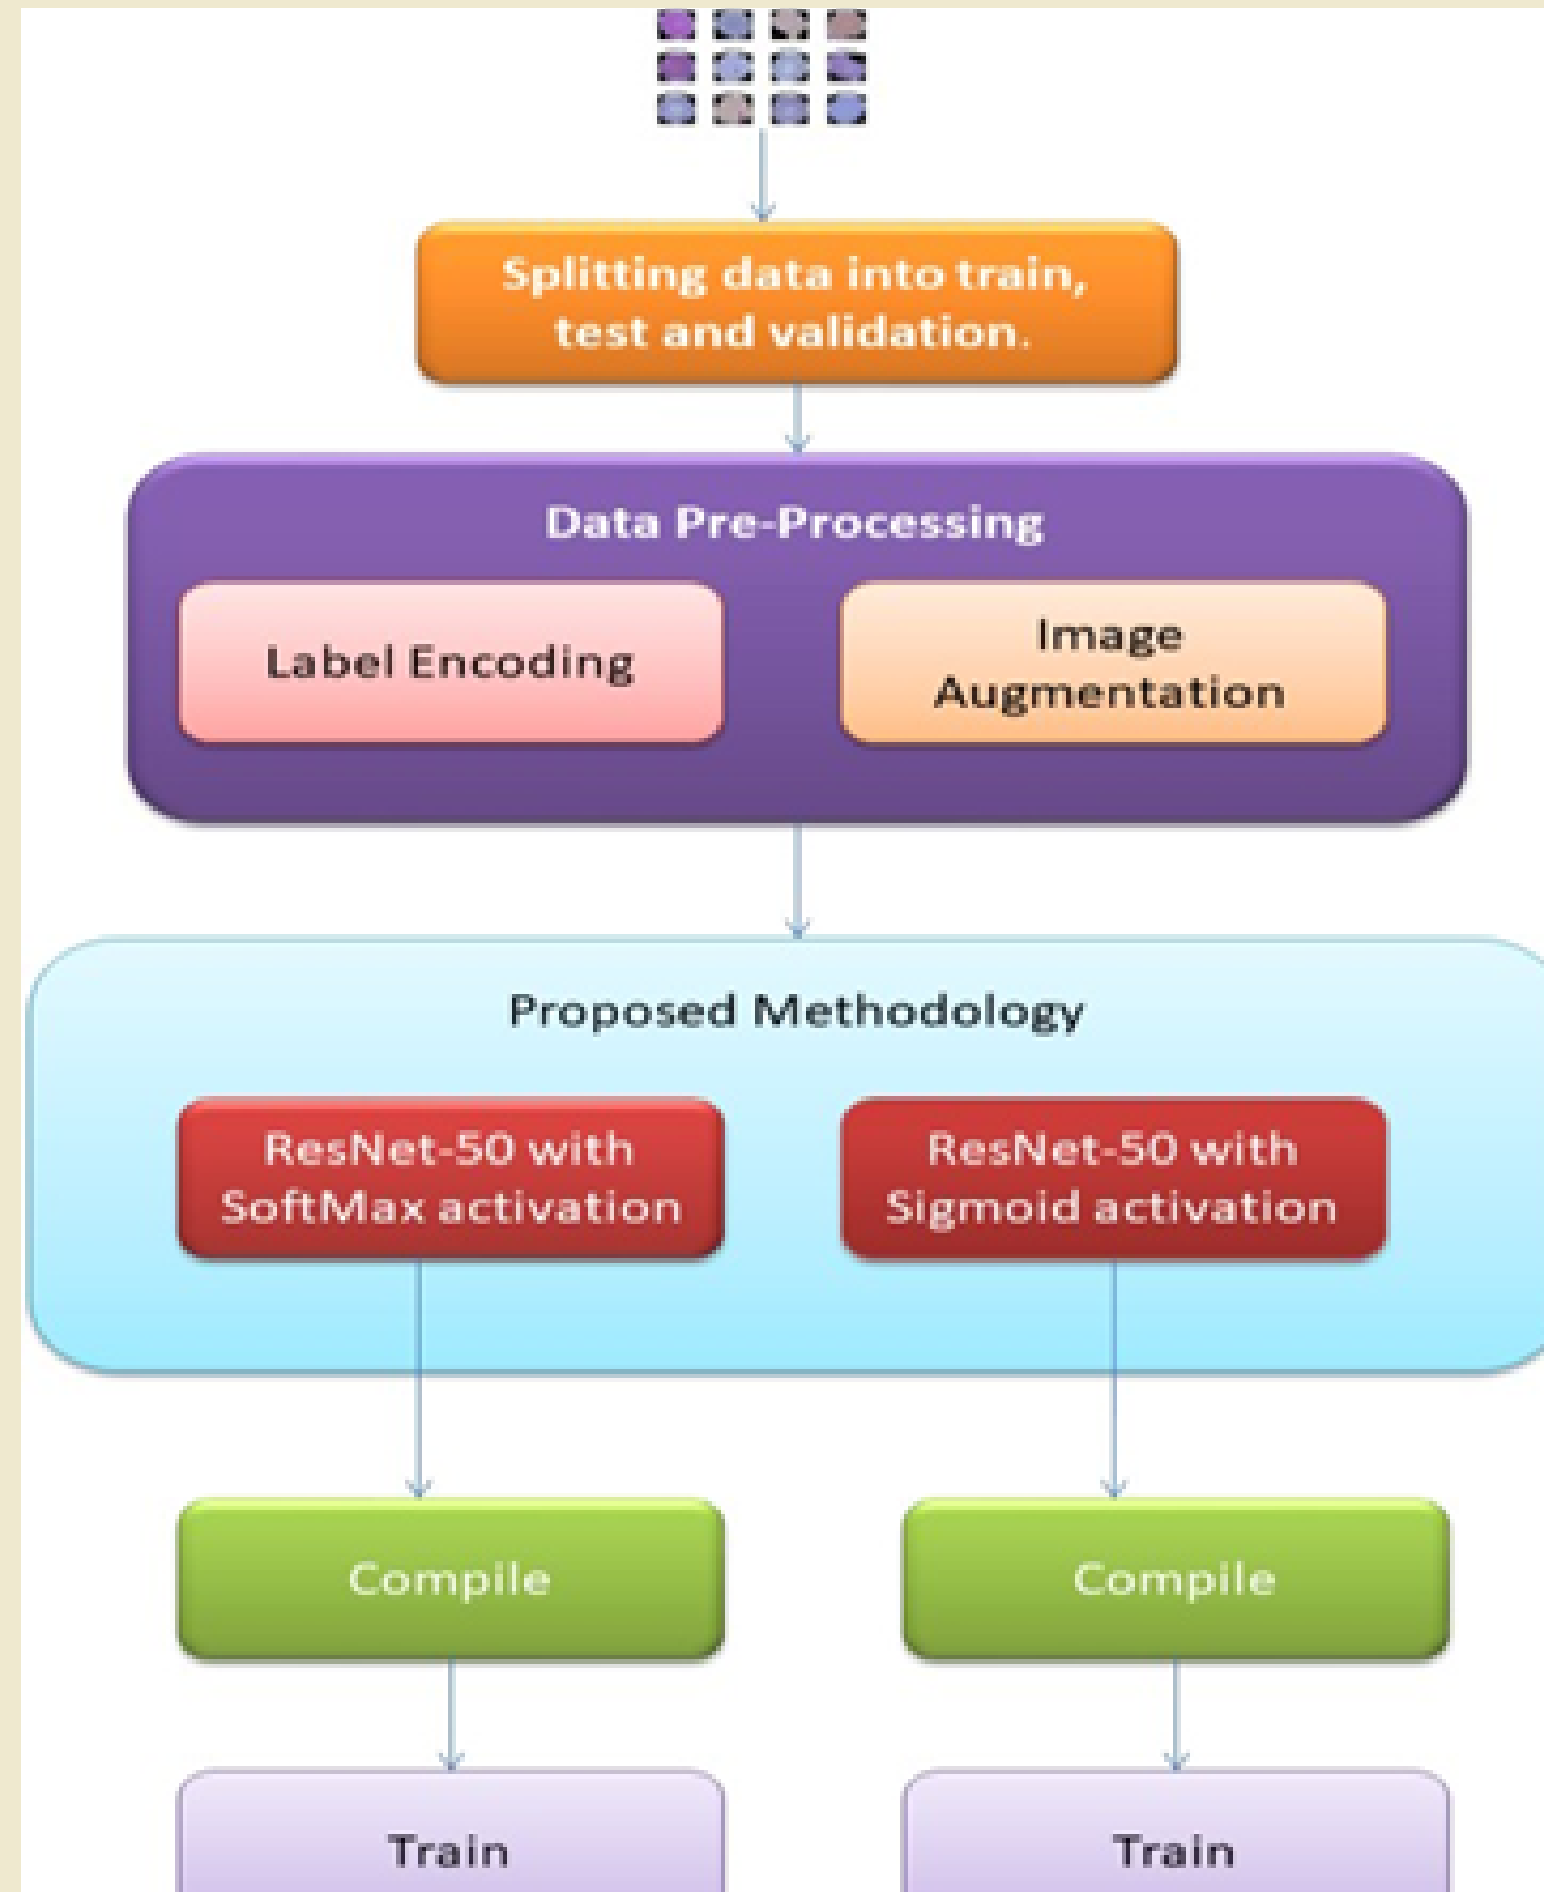 Splitting data into train,
test and validation.
Data Pre-Processing
Label Encoding
Image
Augmentation
Proposed Methodology
ResNet-50 with
SoftMax activation
ResNet-50 with
Sigmoid activation
Compile
Compile
Train
Train